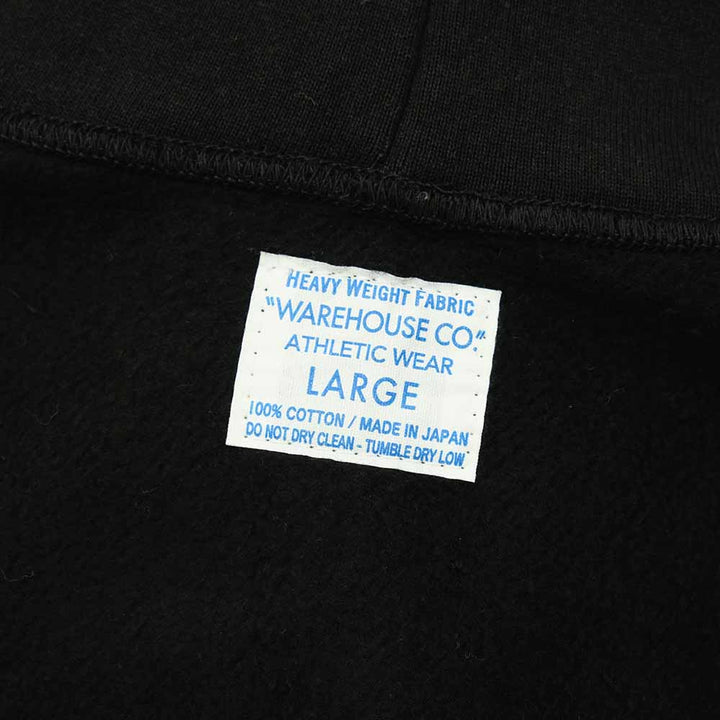 HEAVY WEIGHT FABRIC
"WAREHOUSE CO."
ATHLETIC WEAR
LARGE
100% COTTON / MADE IN JAPAN
DO NOT DRY CLEAN - TUMBLE DRY LOW